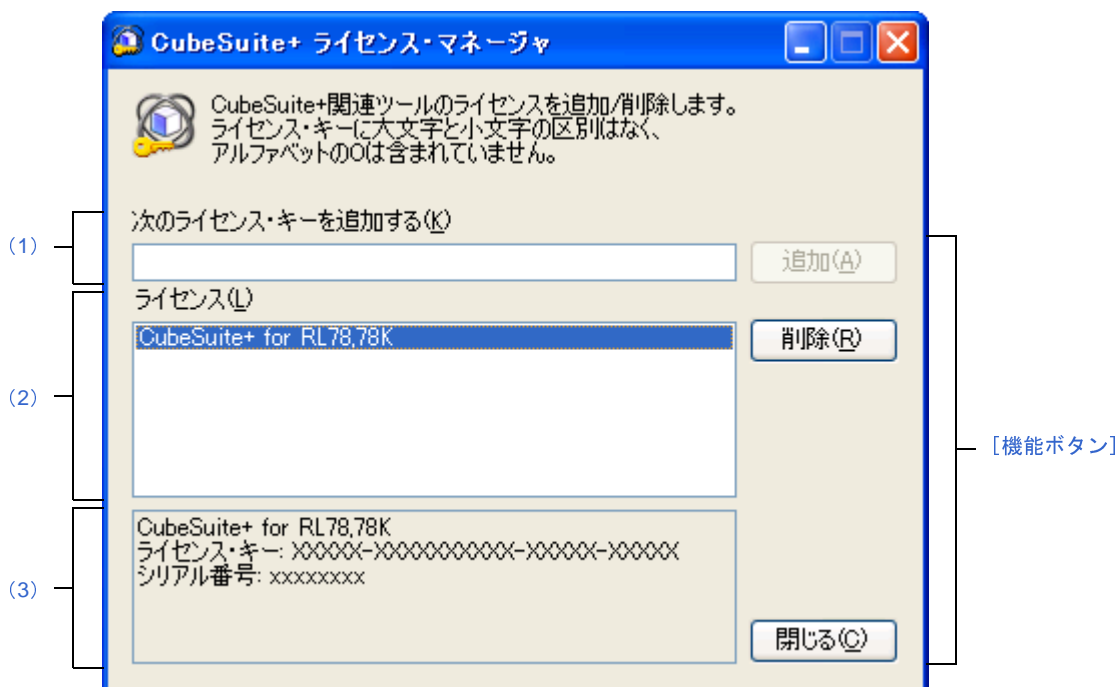 CubeSuite+ ライセンス・マネージャ
CubeSuite+関連ツールのライセンスを追加/削除します。
ライセンス・キーに大文字と小文字の区別はなく、
アルファベットのOは含まれていません。
(1)
次のライセンス・キーを追加する(K)
追加(A)
(2)
ライセンス(L)
CubeSuite+ for RL78,78K
削除(R)
[機能ボタン]
(3)
CubeSuite+ for RL78,78K
ライセンス・キー: XXXXX-XXXXXXXXXX-XXXXX-XXXXX
シリアル番号: xxxxxxxx
閉じる(C)